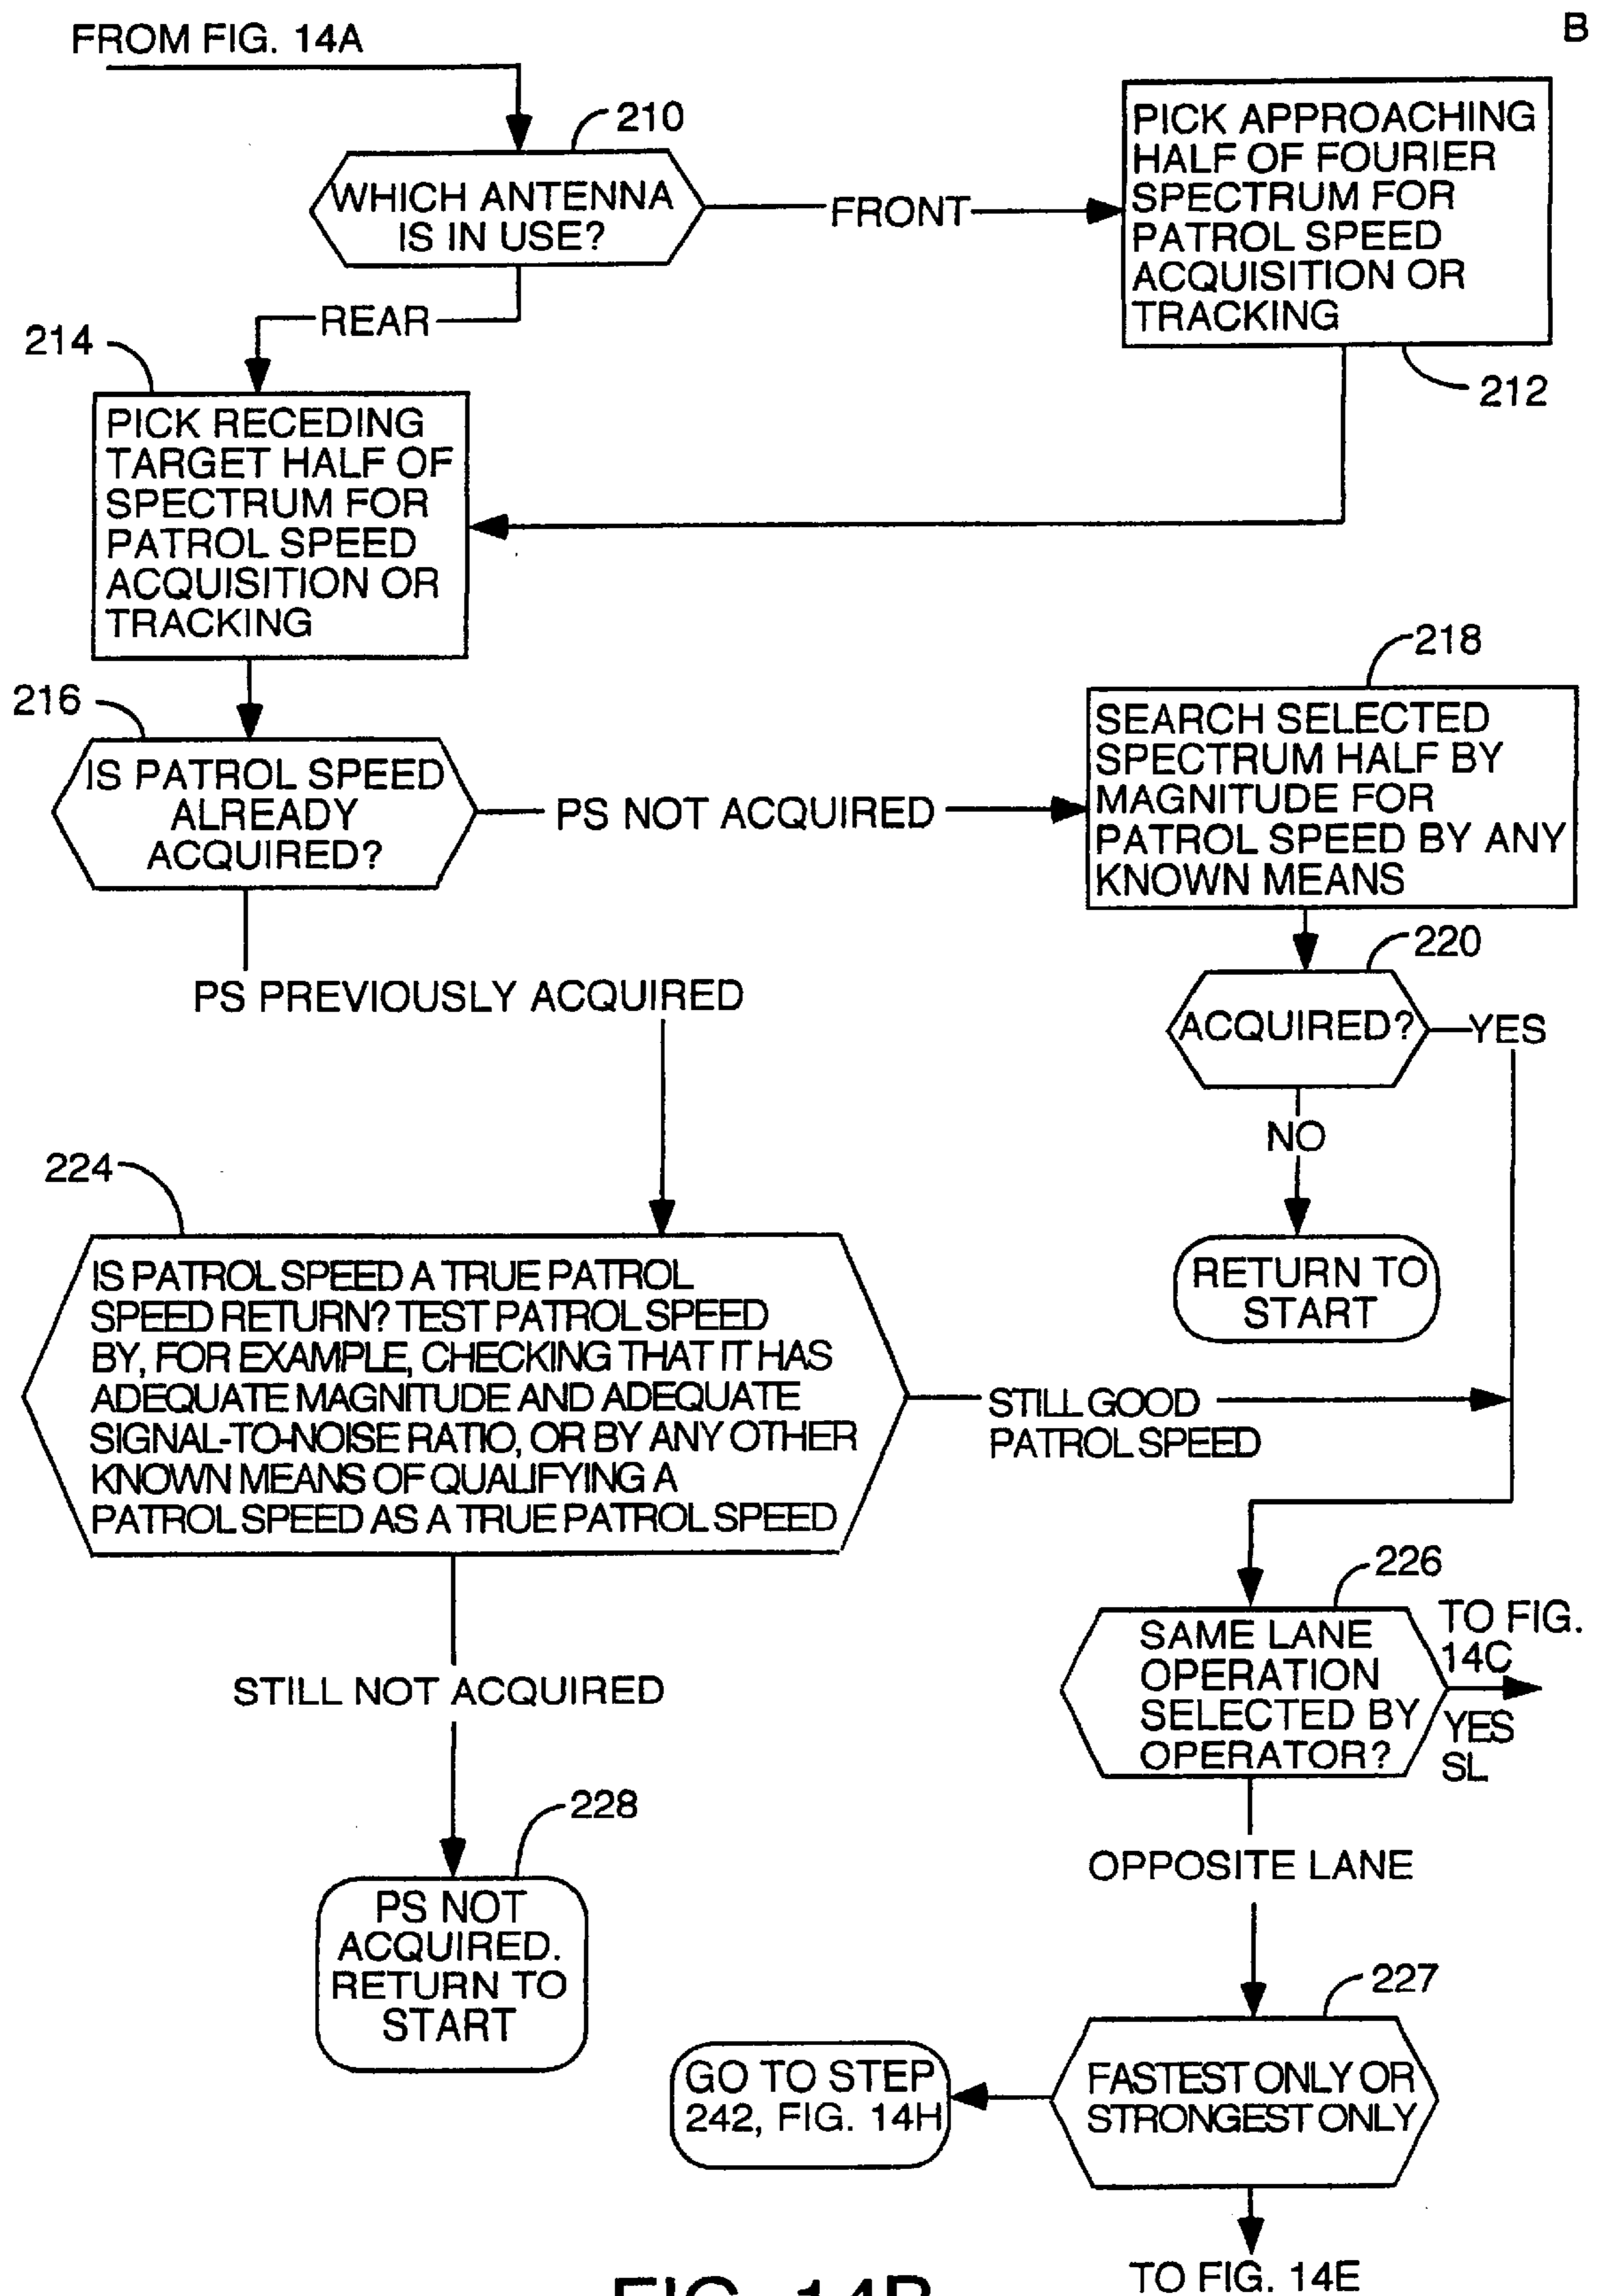 FROM FIG. 14A
B
210
WHICH ANTENNA
IS IN USE?
FRONT
PICK APPROACHING
HALF OF FOURIER
SPECTRUM FOR
PATROL SPEED
ACQUISITION OR
TRACKING
212
REAR
214
PICK RECEDING
TARGET HALF OF
SPECTRUM FOR
PATROL SPEED
ACQUISITION OR
TRACKING
216
IS PATROL SPEED
ALREADY
ACQUIRED?
PS NOT ACQUIRED
218
SEARCH SELECTED
SPECTRUM HALF BY
MAGNITUDE FOR
PATROL SPEED BY ANY
KNOWN MEANS
220
ACQUIRED?
YES
NO
RETURN TO
START
PS PREVIOUSLY ACQUIRED
224
IS PATROL SPEED A TRUE PATROL
SPEED RETURN? TEST PATROL SPEED
BY, FOR EXAMPLE, CHECKING THAT IT HAS
ADEQUATE MAGNITUDE AND ADEQUATE
SIGNAL-TO-NOISE RATIO, OR BY ANY OTHER
KNOWN MEANS OF QUALIFYING A
PATROL SPEED AS A TRUE PATROL SPEED
STILL GOOD
PATROL SPEED
STILL NOT ACQUIRED
228
PS NOT
ACQUIRED.
RETURN TO
START
226
SAME LANE
OPERATION
SELECTED BY
OPERATOR?
TO FIG.
14C
YES
SL
OPPOSITE LANE
227
FASTEST ONLY OR
STRONGEST ONLY
GO TO STEP
242, FIG. 14H
TO FIG. 14E
FIG. 14B